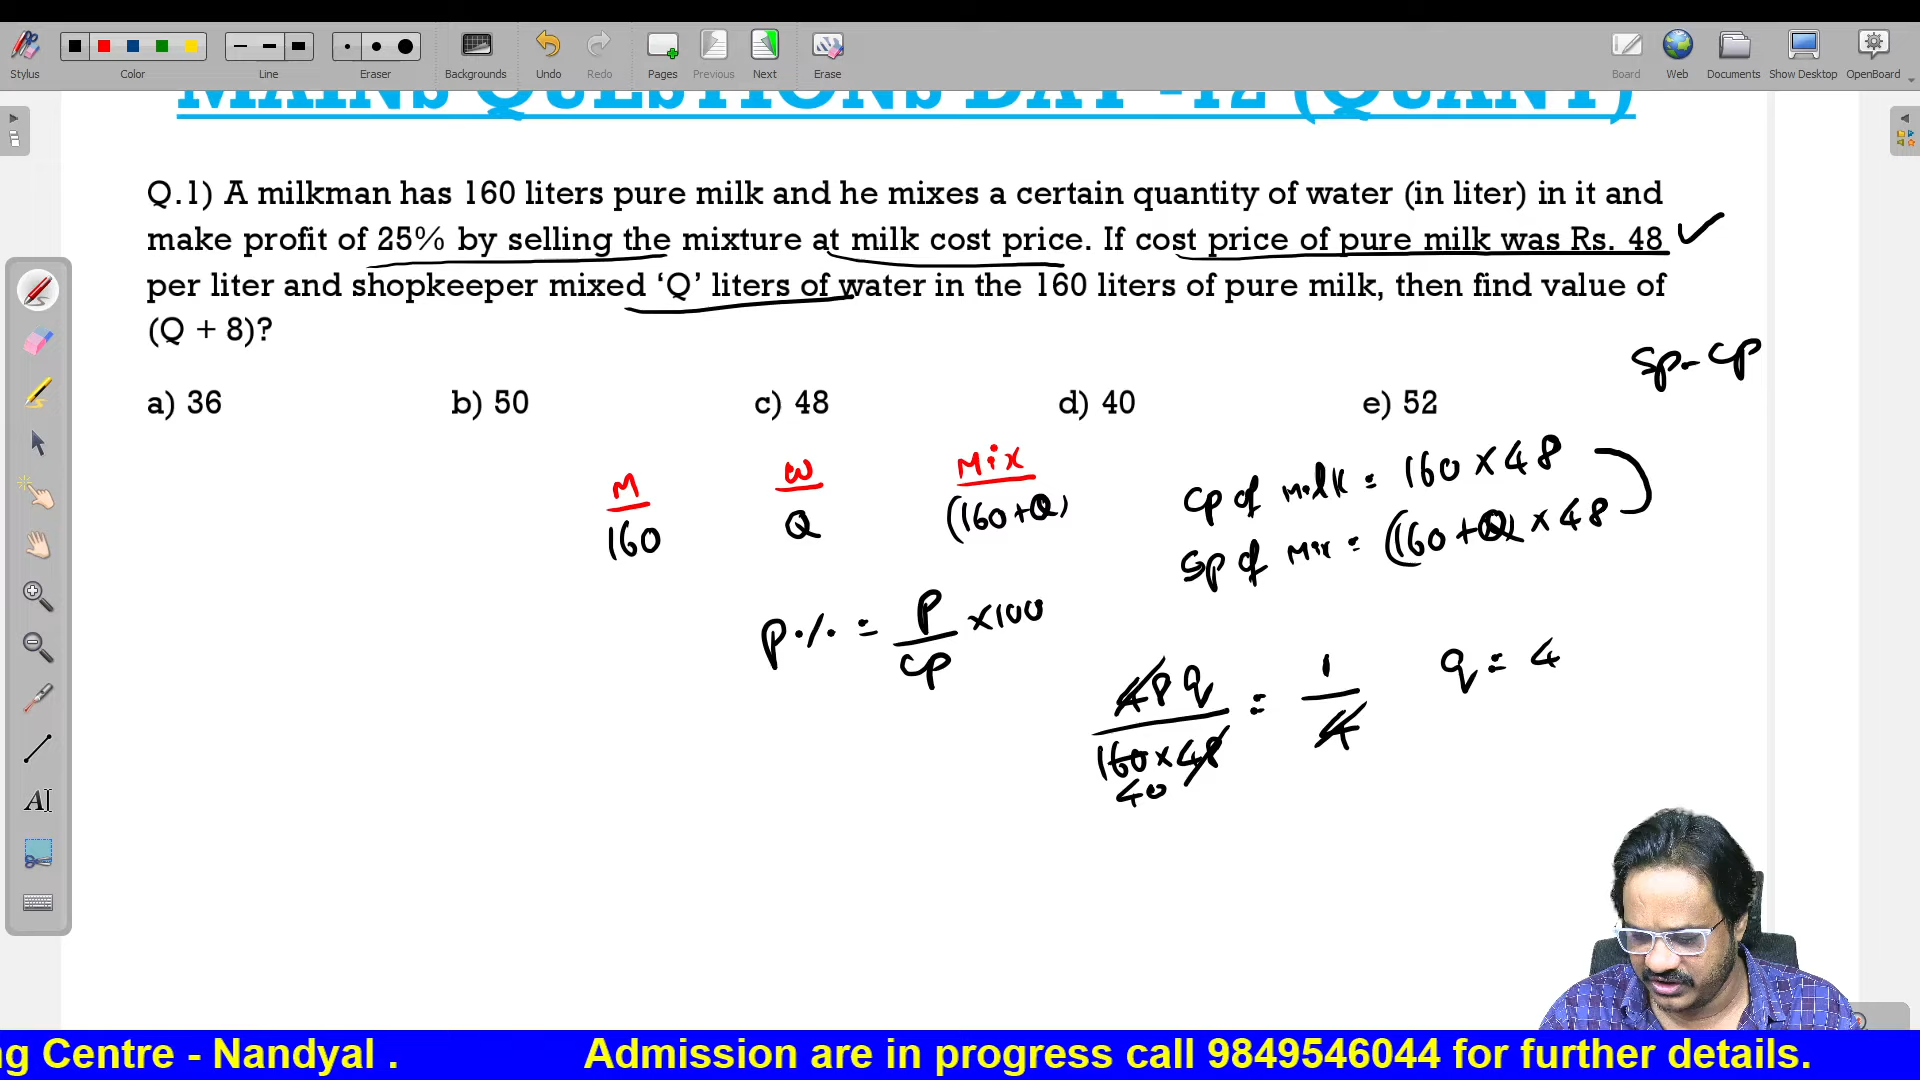 Stylus
Color
Line
Eraser
Backgrounds
Undo
Redo
Pages
Previous
Next
Erase
Board
Web
Documents
Show Desktop
OpenBoard
MAINS QUESTIONS DAY -12 (QUANT)
Q.1) A milkman has 160 liters pure milk and he mixes a certain quantity of water (in liter) in it and
make profit of 25% by selling the mixture at milk cost price. If cost price of pure milk was Rs. 48
per liter and shopkeeper mixed ‘Q’ liters of water in the 160 liters of pure milk, then find value of
(Q + 8)?
SP - CP
a) 36 b) 50 c) 48 d) 40 e) 52
M W Mix
160 Q (160+Q)
CP of milk = 160 × 48
SP of Mix = (160+Q) × 48
P.% = P/CP ×100
48q/160×48 = 1/4 q = 4
40
ng Centre - Nandyal . Admission are in progress call 9849546044 for further details.